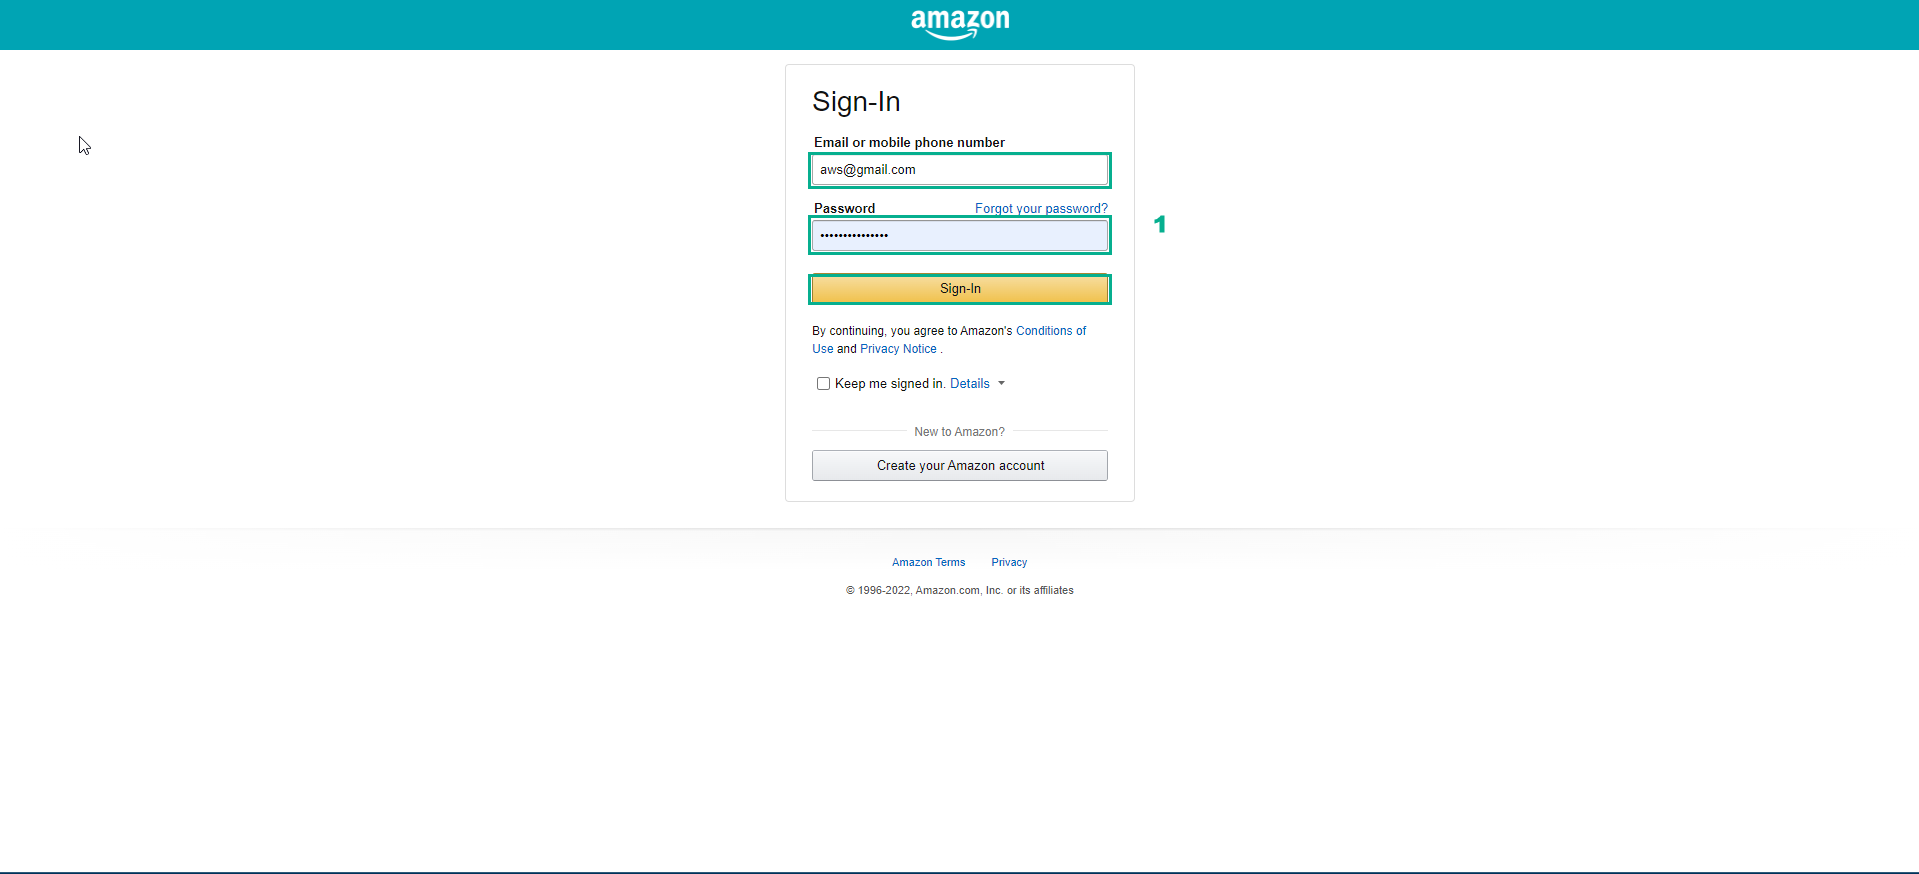 amazon
Sign-In
Email or mobile phone number
aws@gmail.com
Password Forgot your password?
•••••••••••••••
1
Sign-In
By continuing, you agree to Amazon's Conditions of
Use and Privacy Notice .
Keep me signed in. Details
New to Amazon?
Create your Amazon account
Amazon Terms Privacy
© 1996-2022, Amazon.com, Inc. or its affiliates